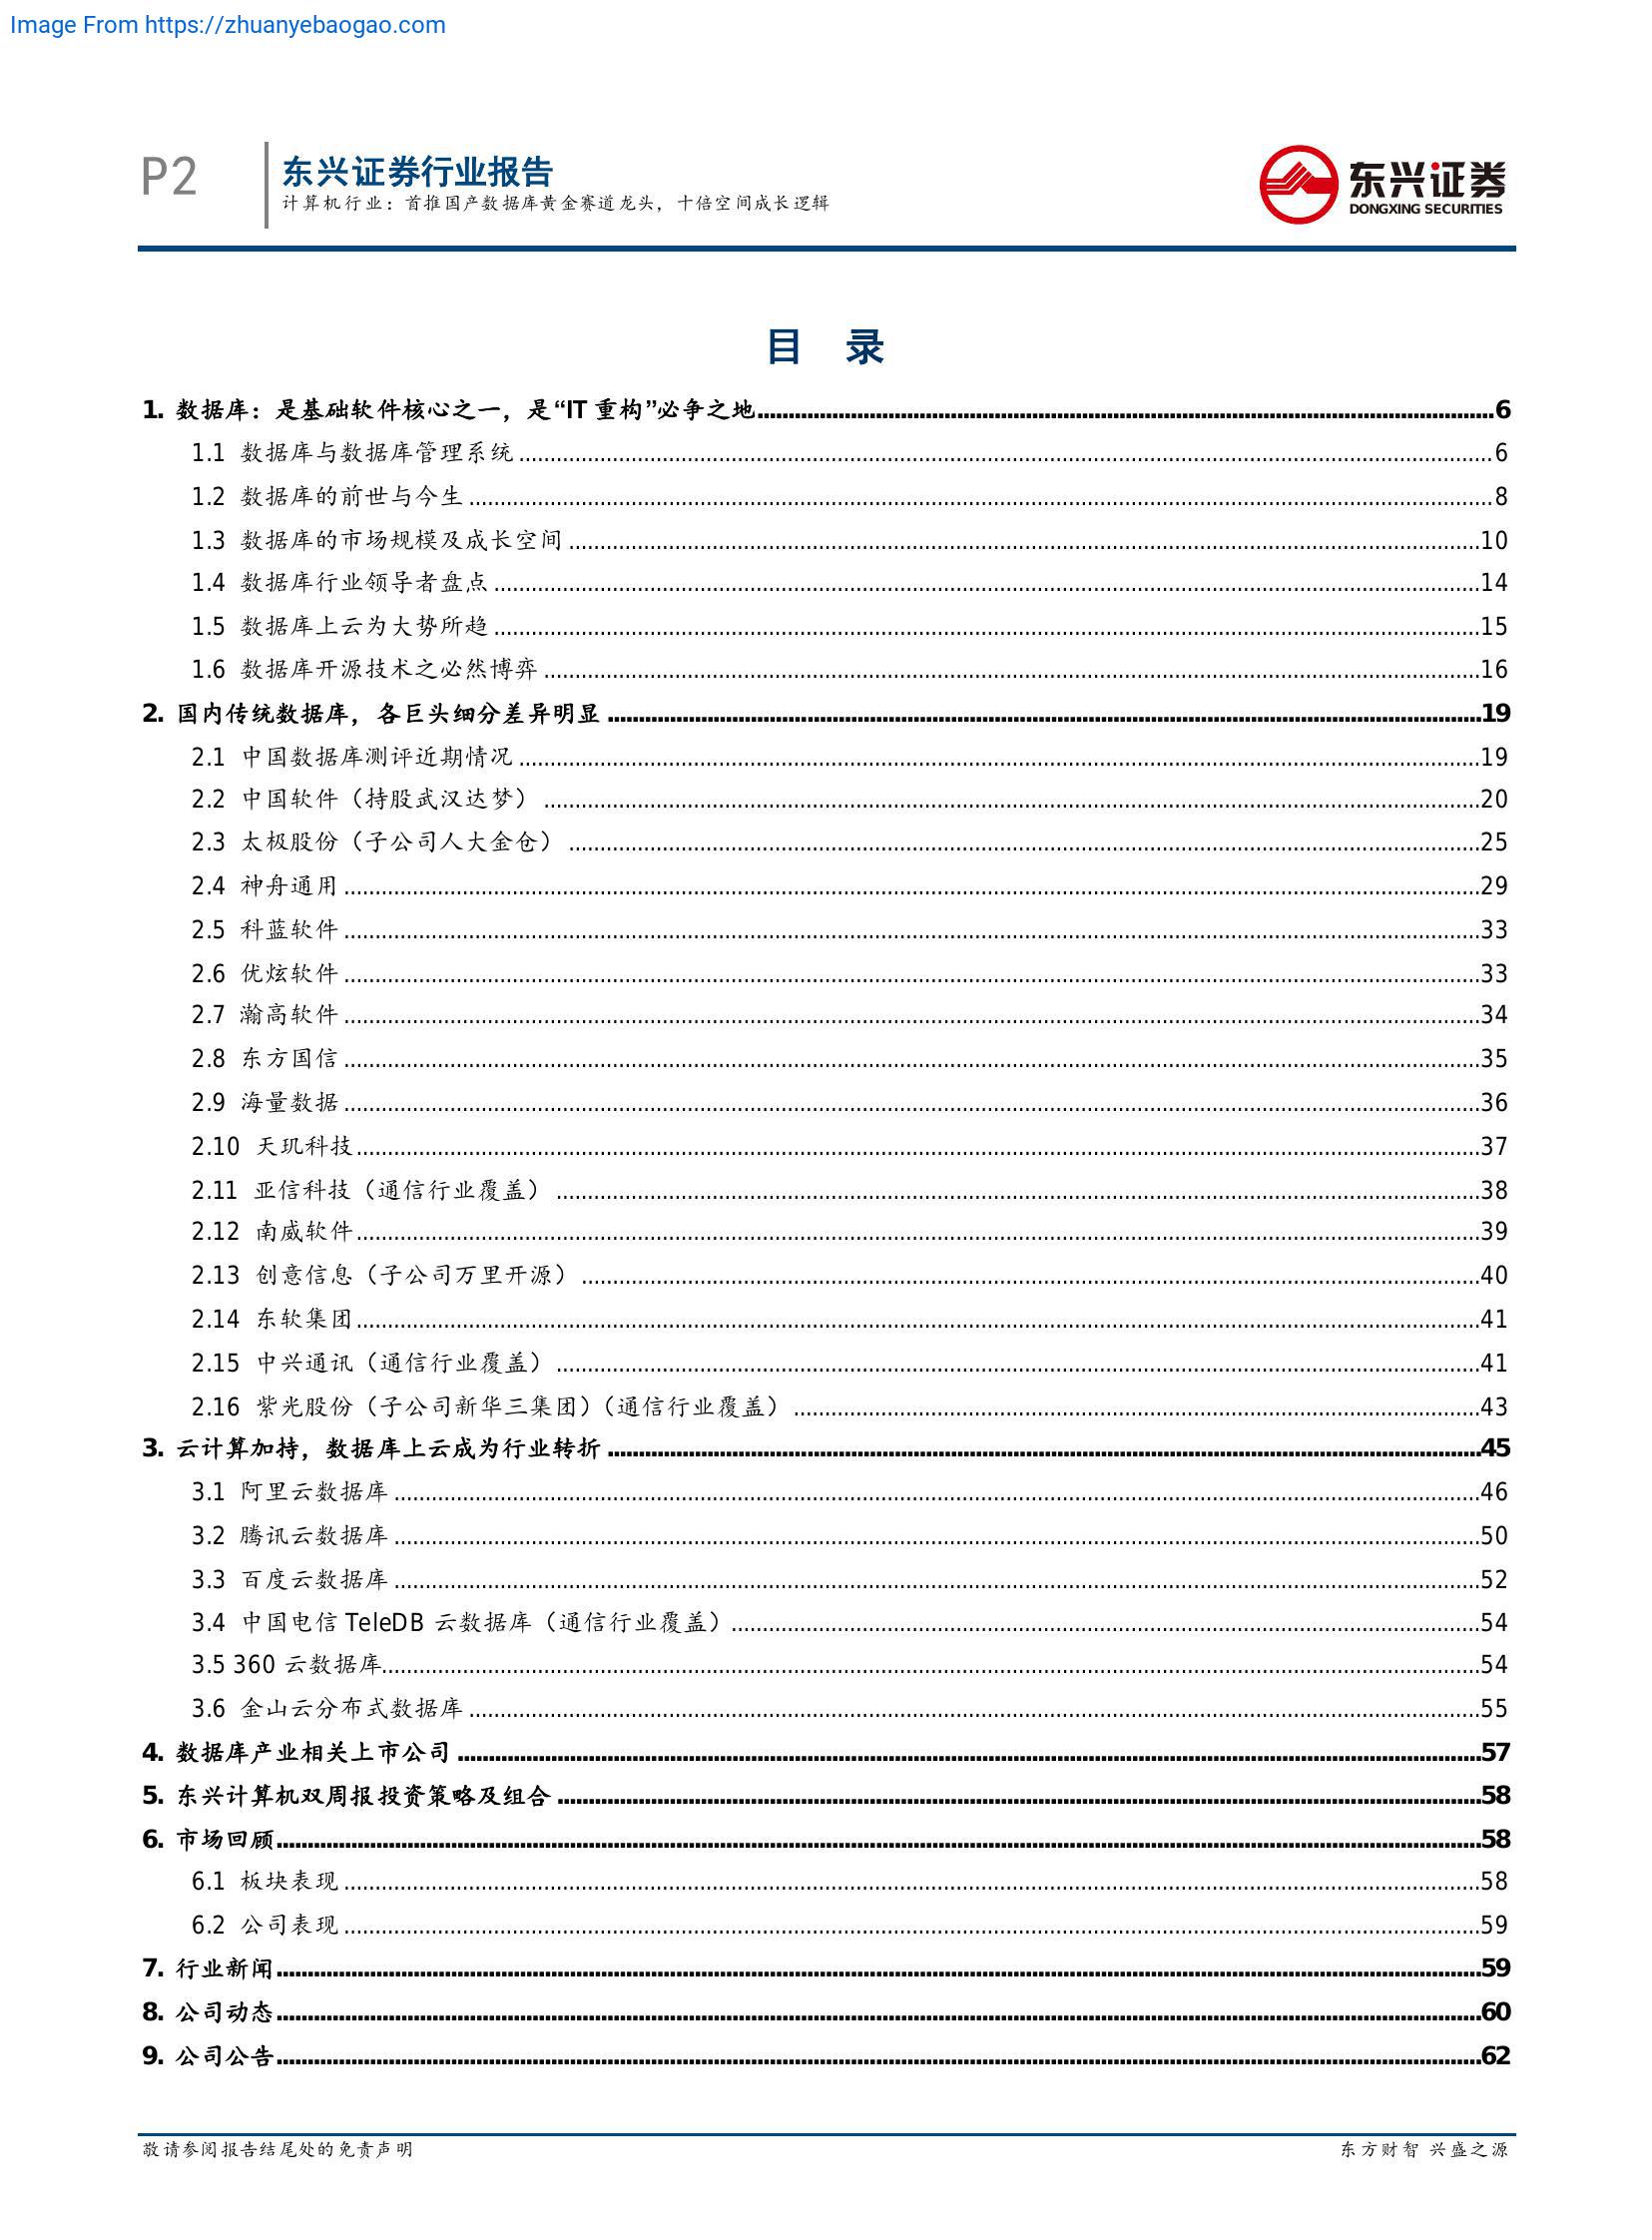 Image From https://zhuanyebaogao.com
P2
东兴证券行业报告
计算机行业：首推国产数据库黄金赛道龙头，十倍空间成长逻辑
东兴证券
DONGXING SECURITIES
目 录
1. 数据库：是基础软件核心之一，是“IT 重构”必争之地 6
1.1 数据库与数据库管理系统 6
1.2 数据库的前世与今生 8
1.3 数据库的市场规模及成长空间 10
1.4 数据库行业领导者盘点 14
1.5 数据库上云为大势所趋 15
1.6 数据库开源技术之必然博弈 16
2. 国内传统数据库，各巨头细分差异明显 19
2.1 中国数据库测评近期情况 19
2.2 中国软件（持股武汉达梦） 20
2.3 太极股份（子公司人大金仓） 25
2.4 神舟通用 29
2.5 科蓝软件 33
2.6 优炫软件 33
2.7 瀚高软件 34
2.8 东方国信 35
2.9 海量数据 36
2.10 天玑科技 37
2.11 亚信科技（通信行业覆盖） 38
2.12 南威软件 39
2.13 创意信息（子公司万里开源） 40
2.14 东软集团 41
2.15 中兴通讯（通信行业覆盖） 41
2.16 紫光股份（子公司新华三集团）（通信行业覆盖） 43
3. 云计算加持，数据库上云成为行业转折 45
3.1 阿里云数据库 46
3.2 腾讯云数据库 50
3.3 百度云数据库 52
3.4 中国电信 TeleDB 云数据库（通信行业覆盖） 54
3.5 360 云数据库 54
3.6 金山云分布式数据库 55
4. 数据库产业相关上市公司 57
5. 东兴计算机双周报投资策略及组合 58
6. 市场回顾 58
6.1 板块表现 58
6.2 公司表现 59
7. 行业新闻 59
8. 公司动态 60
9. 公司公告 62
敬请参阅报告结尾处的免责声明
东方财智 兴盛之源